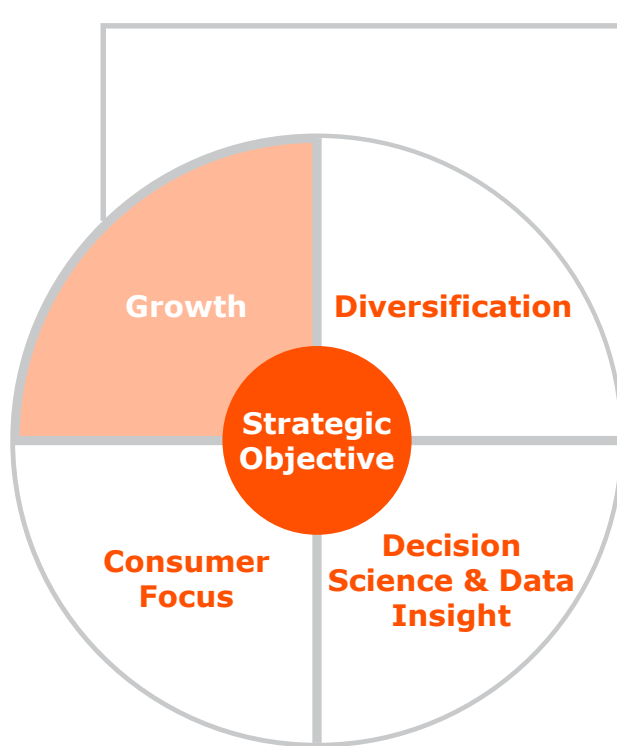 Growth
Diversification
Strategic
Objective
Consumer
Focus
Decision
Science & Data
Insight